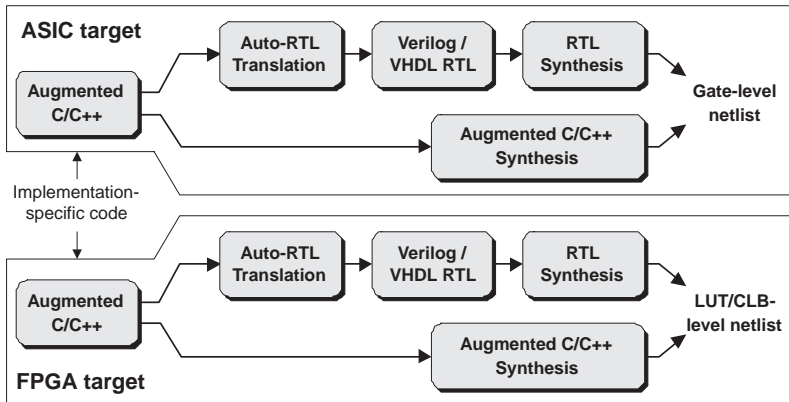 ASIC target
Auto-RTL
Translation
Verilog /
VHDL RTL
RTL
Synthesis
Augmented
C/C++
Gate-level
netlist
Augmented C/C++
Synthesis
Implementation-
specific code
Auto-RTL
Translation
Verilog /
VHDL RTL
RTL
Synthesis
Augmented
C/C++
LUT/CLB-
level netlist
Augmented C/C++
Synthesis
FPGA target